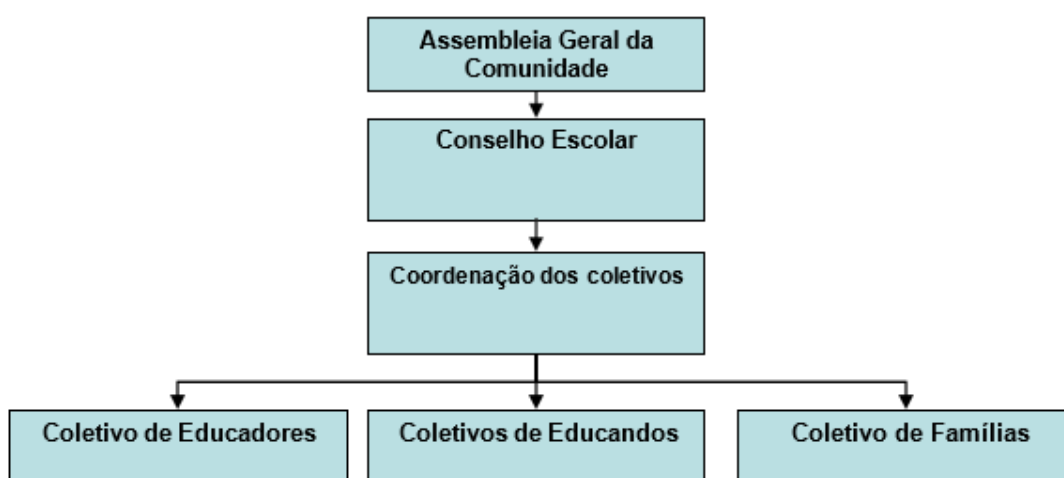 Assembleia Geral da
Comunidade
Conselho Escolar
Coordenação dos coletivos
Coletivo de Educadores
Coletivos de Educandos
Coletivo de Famílias